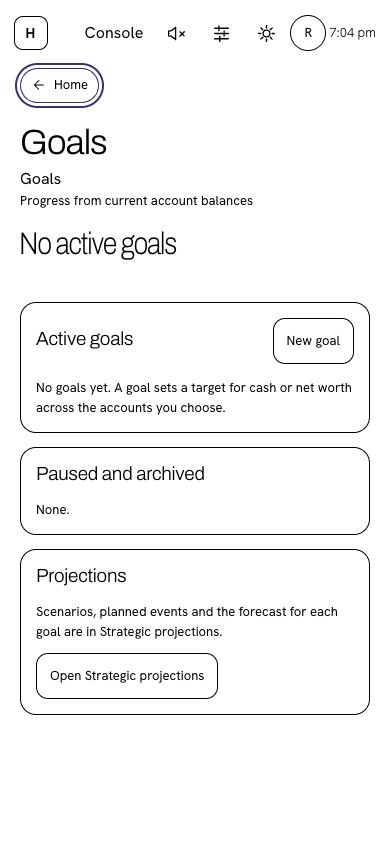 H
Console
R
7:04 pm
Home
Goals
Goals
Progress from current account balances
No active goals
Active goals
New goal
No goals yet. A goal sets a target for cash or net worth
across the accounts you choose.
Paused and archived
None.
Projections
Scenarios, planned events and the forecast for each
goal are in Strategic projections.
Open Strategic projections